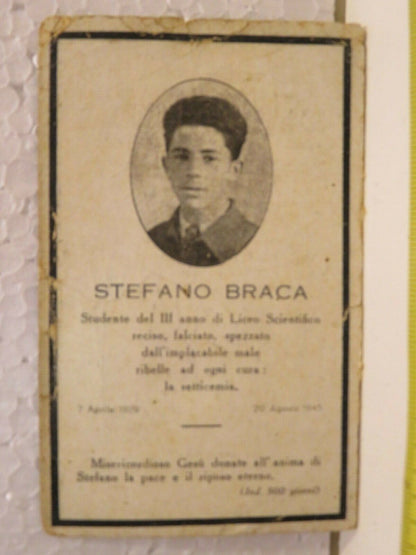 STEFANO BRACA
Studente del III anno di Liceo Scientifico
reciso, falciato, spezzato
dall'implacabile male
ribelle ad ogni cura:
la setticemia.
7 Aprile 1929 20 Agosto 1945
Misericordioso Gesù donate all'anima di
Stefano la pace e il riposo eterno.
(Ind. 300 giorni)